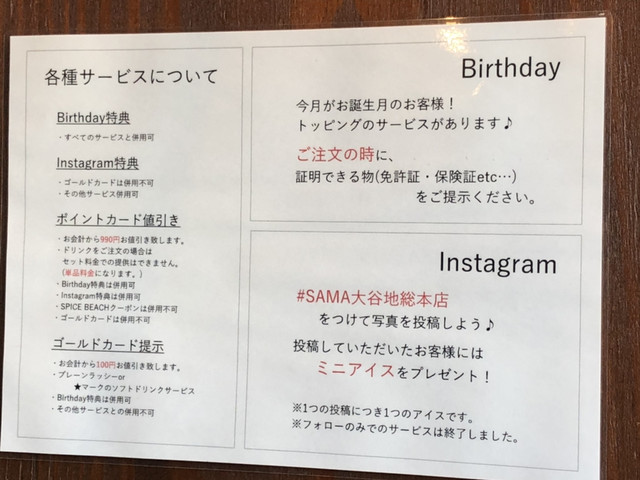 各種サービスについて
Birthday特典
・すべてのサービスと併用可
Instagram特典
・ゴールドカードは併用不可
・その他サービス併用可
ポイントカード値引き
・お会計から990円お値引き致します。
・ドリンクをご注文の場合は
セット料金での提供はできません。
(単品料金になります。)
・Birthday特典は併用可
・Instagram特典は併用可
・SPICE BEACHクーポンは併用不可
・ゴールドカードは併用不可
ゴールドカード提示
・お会計から100円お値引き致します。
・プレーンラッシーor
★マークのソフトドリンクサービス
・Birthday特典は併用可
・その他サービスとの併用不可
Birthday
今月がお誕生月のお客様！
トッピングのサービスがあります♪
ご注文の時に、
証明できる物(免許証・保険証etc…)
をご提示ください。
Instagram
#SAMA大谷地総本店
をつけて写真を投稿しよう♪
投稿していただいたお客様には
ミニアイスをプレゼント！
※1つの投稿につき1つのアイスです。
※フォローのみでのサービスは終了しました。